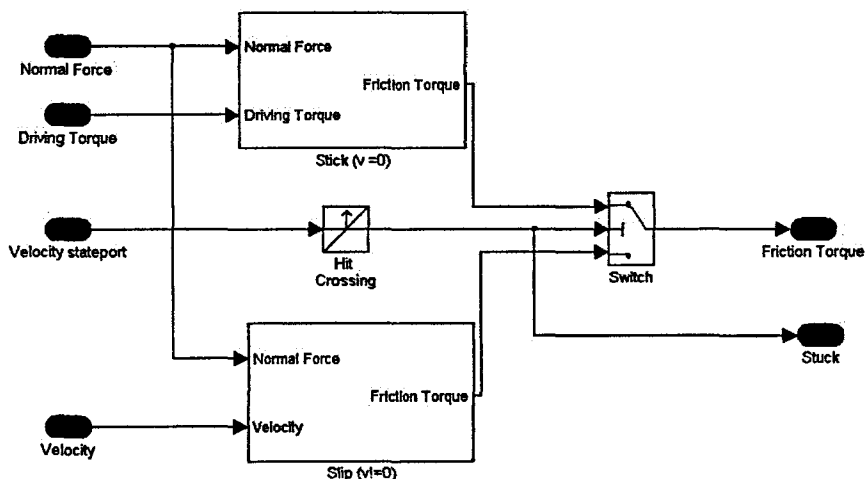 Normal Force
Normal Force
Friction Torque
Driving Torque
Driving Torque
Stick (v =0)
Velocity stateport
Hit
Crossing
Switch
Friction Torque
Normal Force
Friction Torque
Stuck
Velocity
Velocity
Slip (v!=0)